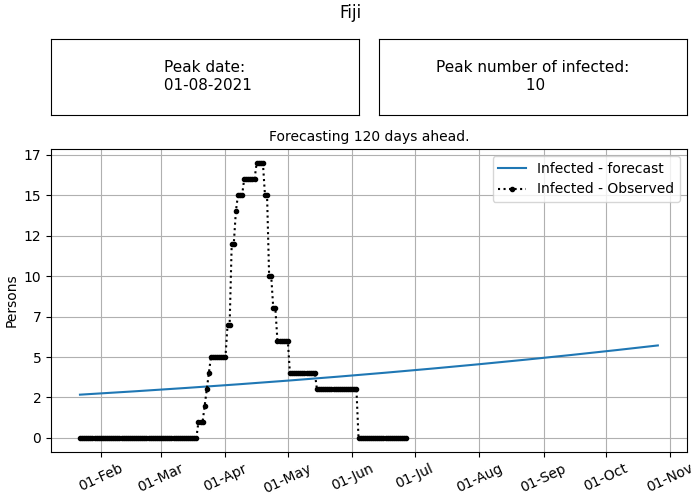 Fiji
Peak date:
01-08-2021
Peak number of infected:
10
Forecasting 120 days ahead.
Infected - forecast
Infected - Observed
Persons
17
15
12
10
7
5
2
0
01-Feb
01-Mar
01-Apr
01-May
01-Jun
01-Jul
01-Aug
01-Sep
01-Oct
01-Nov